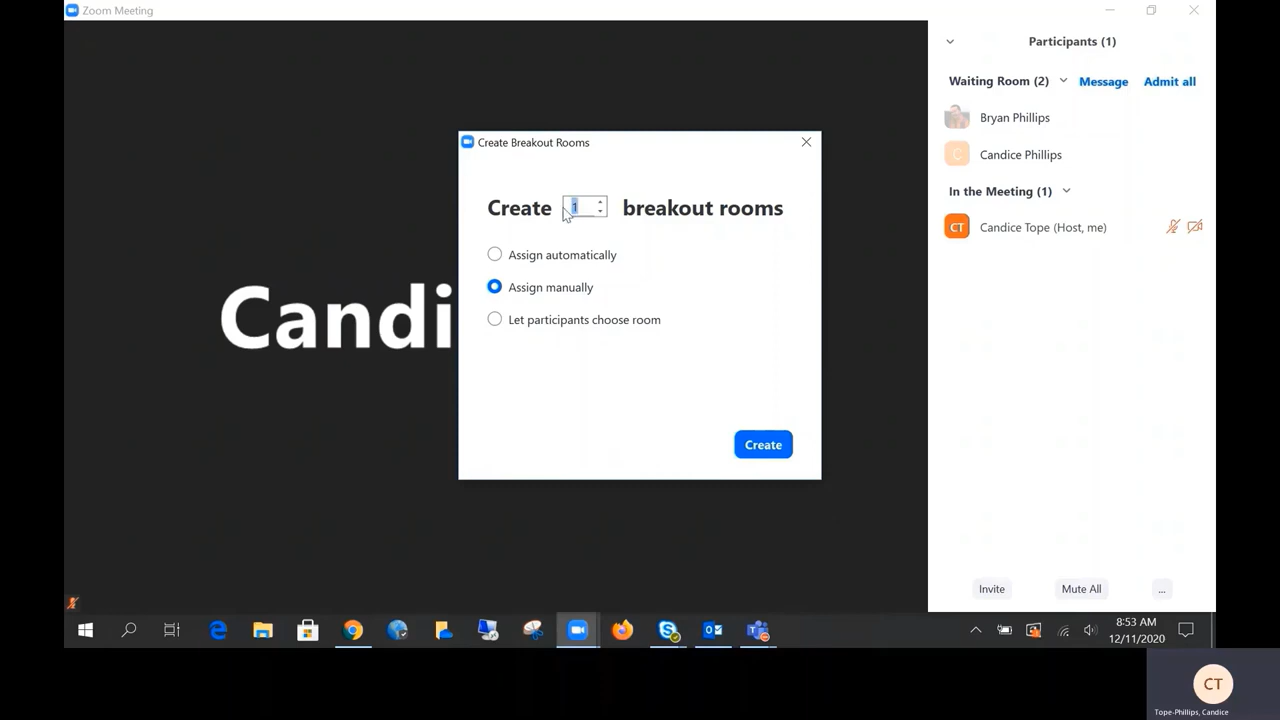 Zoom Meeting
Participants (1)
Waiting Room (2) Message Admit all
Bryan Phillips
C Candice Phillips
In the Meeting (1)
CT Candice Tope (Host, me)
Candi
Create Breakout Rooms
Create 1 breakout rooms
Assign automatically
Assign manually
Let participants choose room
Create
Invite Mute All ...
8:53 AM
12/11/2020
CT
Tope-Phillips, Candice